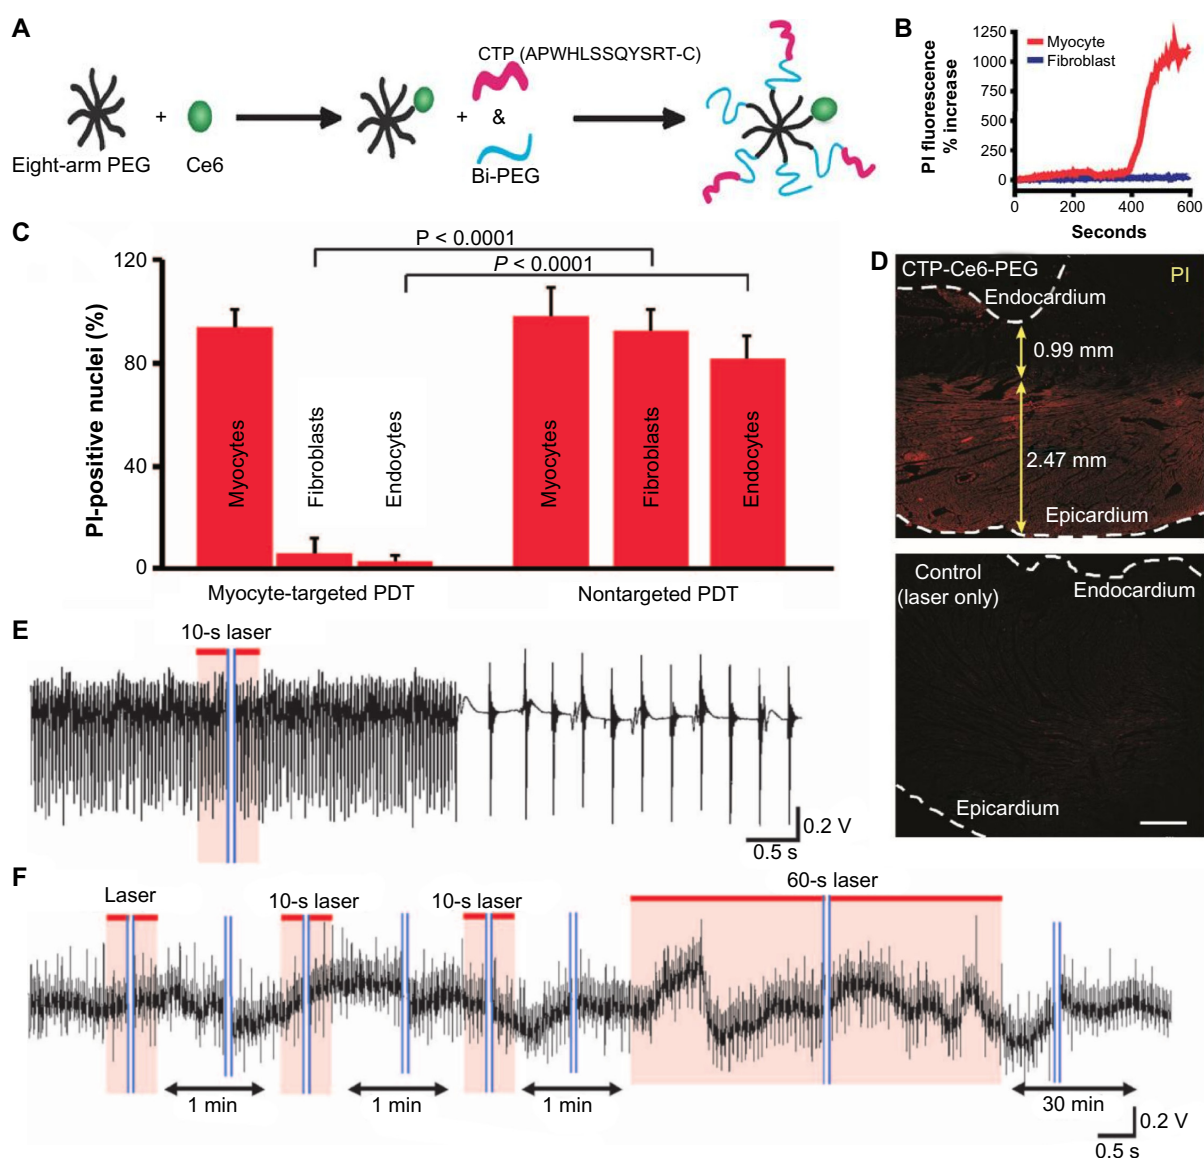 A
CTP (APWHLSSQYSRT-C)
+
+
&
Eight-arm PEG
Ce6
Bi-PEG
B
PI fluorescence
% increase
1250
1000
750
500
250
0
Myocyte
Fibroblast
0
200
400
600
Seconds
C
P < 0.0001
P < 0.0001
PI-positive nuclei (%)
120
80
40
0
Myocytes
Fibroblasts
Endocytes
Myocytes
Fibroblasts
Endocytes
Myocyte-targeted PDT
Nontargeted PDT
D
CTP-Ce6-PEG
PI
Endocardium
0.99 mm
2.47 mm
Epicardium
Control
(laser only)
Endocardium
Epicardium
E
10-s laser
0.2 V
0.5 s
F
Laser
10-s laser
10-s laser
60-s laser
1 min
1 min
1 min
30 min
0.2 V
0.5 s